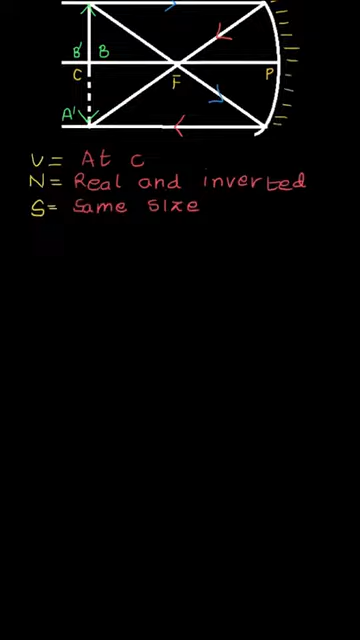 B' B
C F P
A'
V = At C
N = Real and inverted
S = Same size